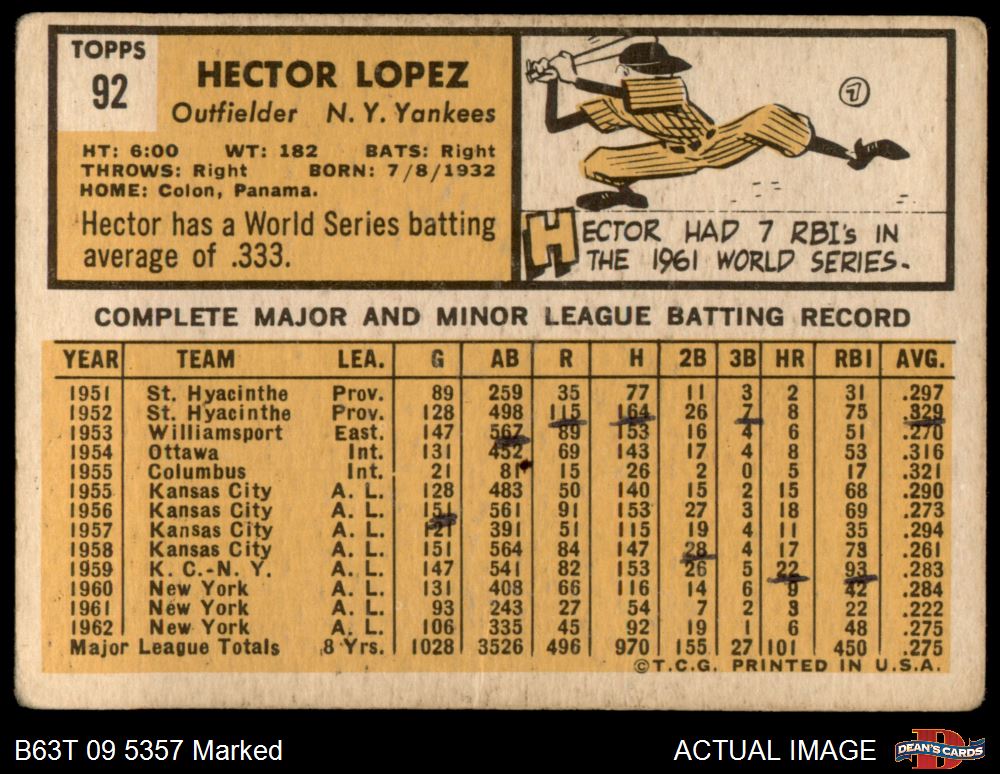 TOPPS
92
HECTOR LOPEZ
Outfielder N. Y. Yankees
HT: 6:00 WT: 182 BATS: Right
THROWS: Right BORN: 7/8/1932
HOME: Colon, Panama.
Hector has a World Series batting
average of .333.
7
HECTOR HAD 7 RBI's IN
THE 1961 WORLD SERIES.
COMPLETE MAJOR AND MINOR LEAGUE BATTING RECORD
YEAR TEAM LEA. G AB R H 2B 3B HR RBI AVG.
1951 St. Hyacinthe Prov. 89 259 35 77 11 3 2 31 .297
1952 St. Hyacinthe Prov. 128 498 115 164 26 7 8 75 .329
1953 Williamsport East. 147 567 89 153 16 4 6 51 .270
1954 Ottawa Int. 131 452 69 143 17 4 8 53 .316
1955 Columbus Int. 21 81 15 26 2 0 5 17 .321
1955 Kansas City A. L. 128 483 50 140 15 2 15 68 .290
1956 Kansas City A. L. 151 561 91 153 27 3 18 69 .273
1957 Kansas City A. L. 121 391 51 115 19 4 11 35 .294
1958 Kansas City A. L. 151 564 84 147 28 4 17 73 .261
1959 K. C.-N. Y. A. L. 147 541 82 153 26 5 22 93 .283
1960 New York A. L. 131 408 66 116 14 6 9 42 .284
1961 New York A. L. 93 243 27 54 7 2 3 22 .222
1962 New York A. L. 106 335 45 92 19 1 6 48 .275
Major League Totals 8 Yrs. 1028 3526 496 970 155 27 101 450 .275
©T.C.G. PRINTED IN U.S.A.
B63T 09 5357 Marked
ACTUAL IMAGE
D
DEAN'S CARDS